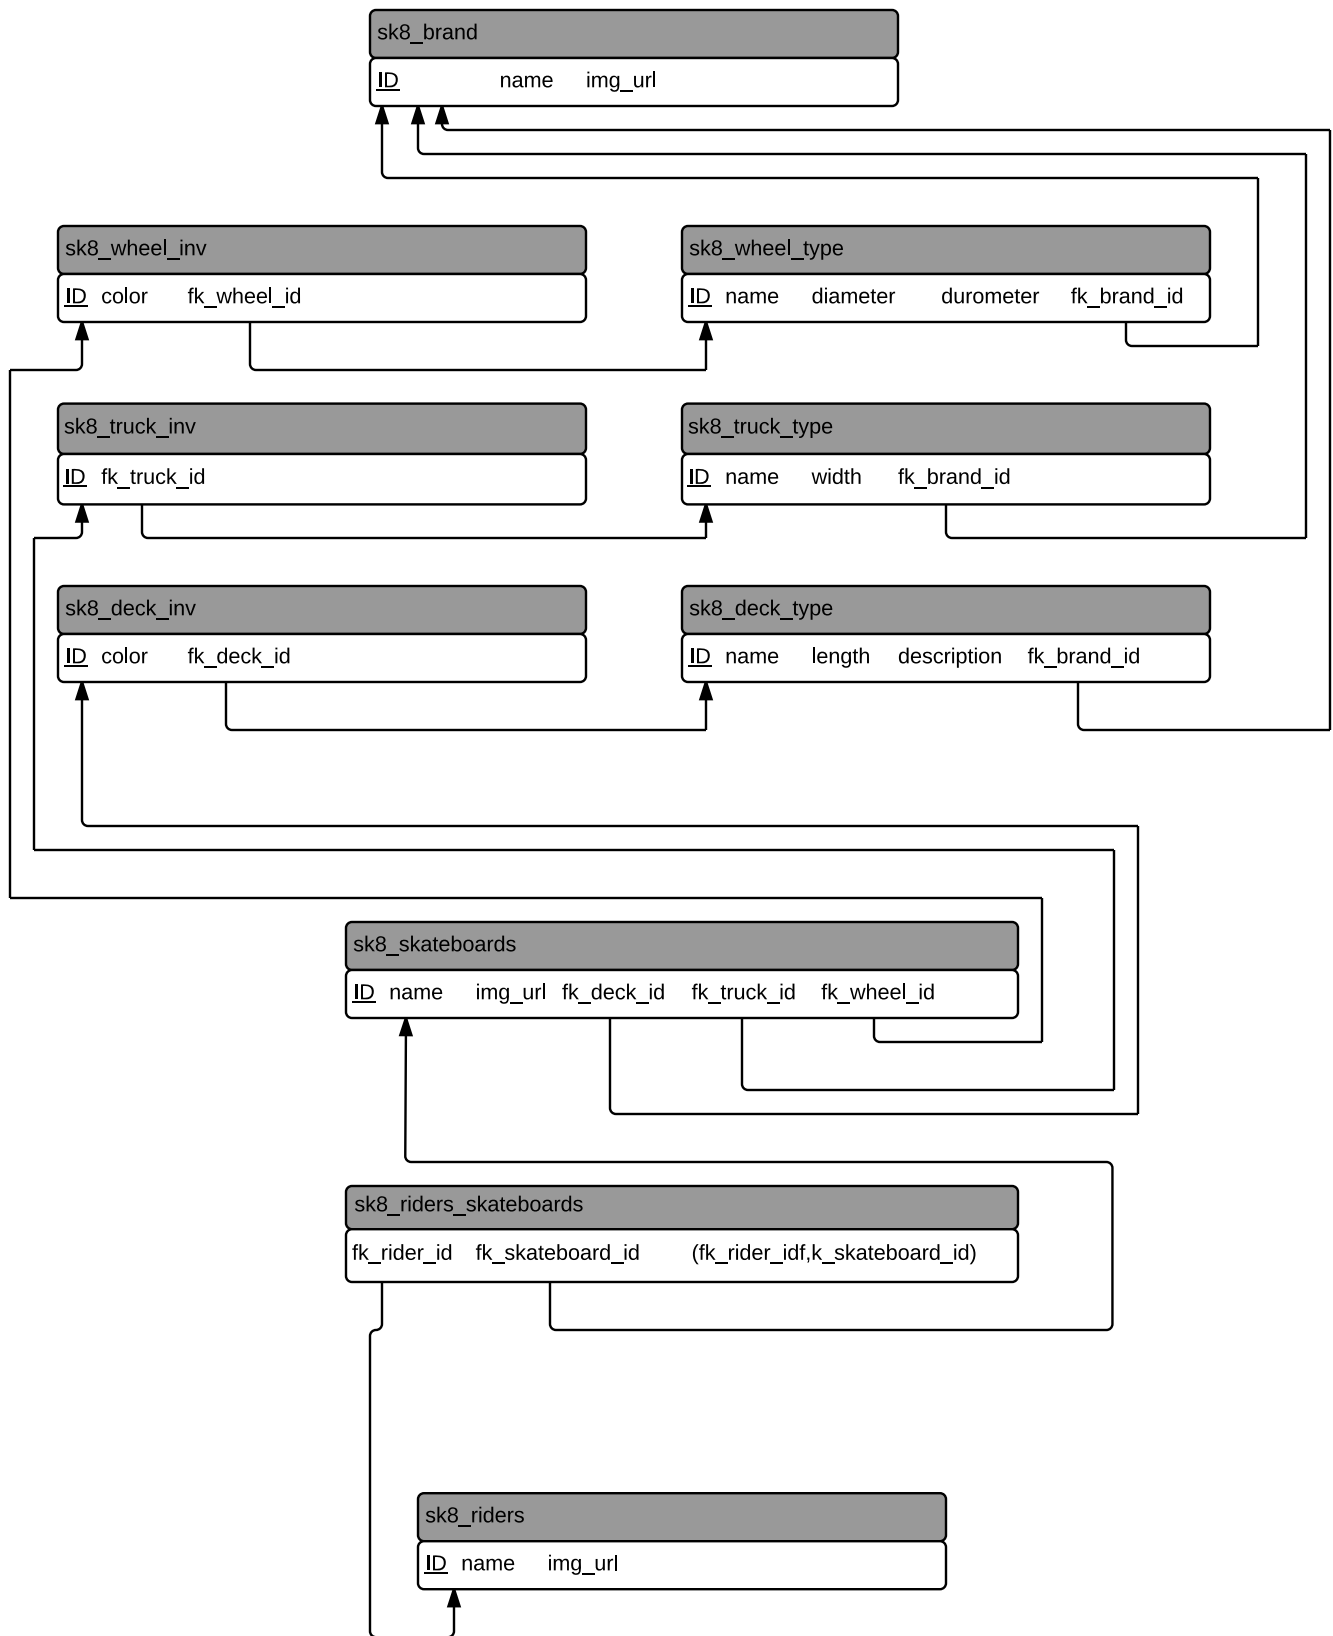 sk8_brand
ID name img_url
sk8_wheel_inv
ID color fk_wheel_id
sk8_wheel_type
ID name diameter durometer fk_brand_id
sk8_truck_inv
ID fk_truck_id
sk8_truck_type
ID name width fk_brand_id
sk8_deck_inv
ID color fk_deck_id
sk8_deck_type
ID name length description fk_brand_id
sk8_skateboards
ID name img_url fk_deck_id fk_truck_id fk_wheel_id
sk8_riders_skateboards
fk_rider_id fk_skateboard_id (fk_rider_idf,k_skateboard_id)
sk8_riders
ID name img_url